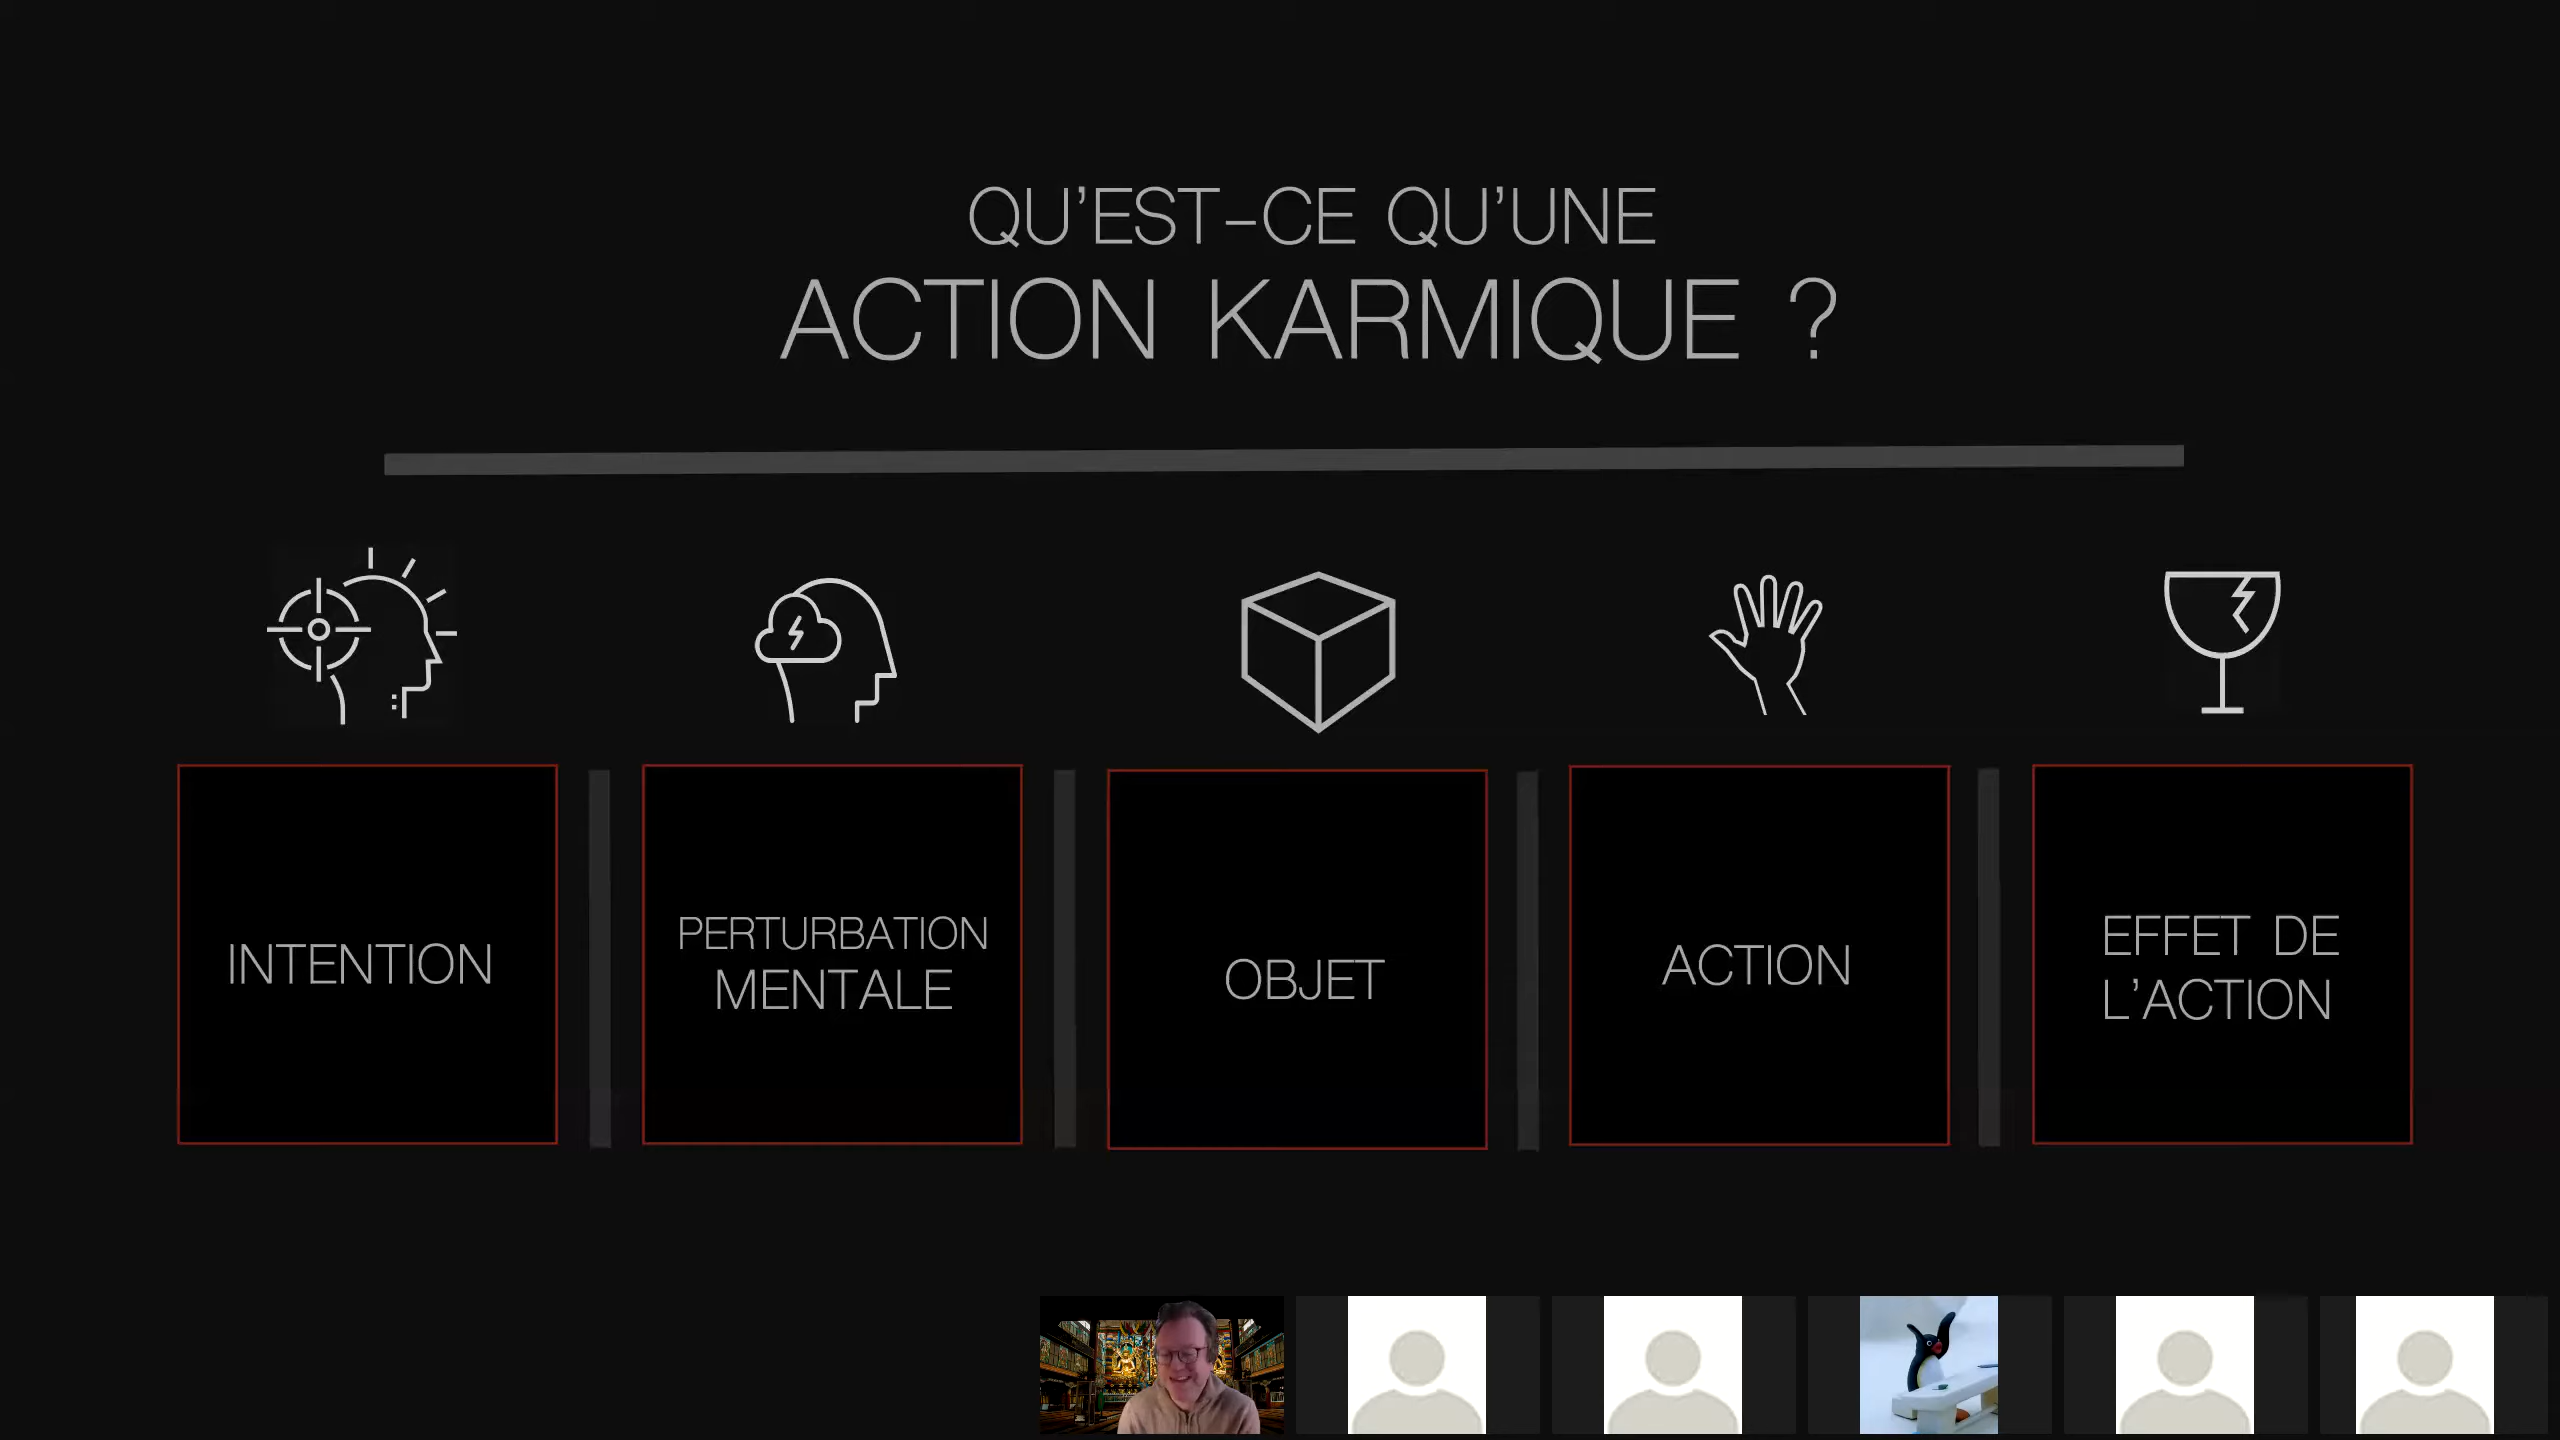 QU’EST–CE QU’UNE
ACTION KARMIQUE ?
INTENTION
PERTURBATION
MENTALE
OBJET
ACTION
EFFET DE
L’ACTION